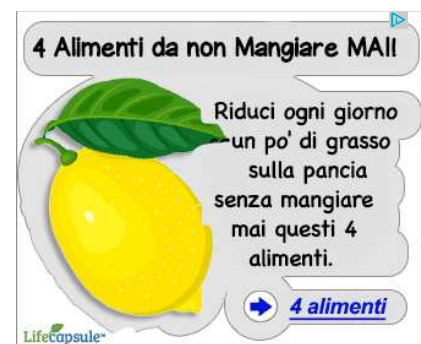 4 Alimenti da non Mangiare MAI!
Riduci ogni giorno
un po' di grasso
sulla pancia
senza mangiare
mai questi 4
alimenti.
4 alimenti
Lifecapsule